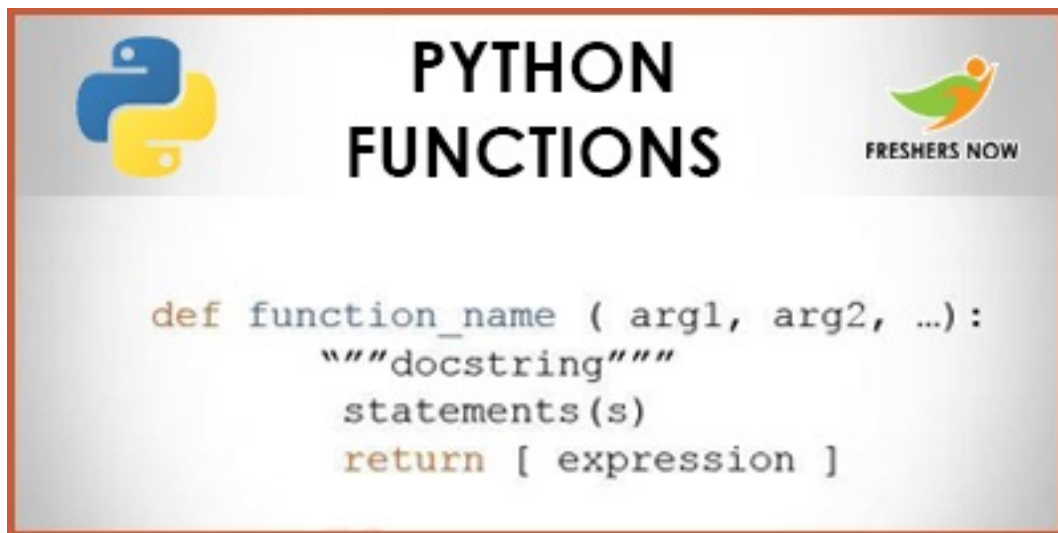 PYTHON
FUNCTIONS
FRESHERS NOW
def function_name ( arg1, arg2, …):
“″″docstring″″″
statements(s)
return [ expression ]